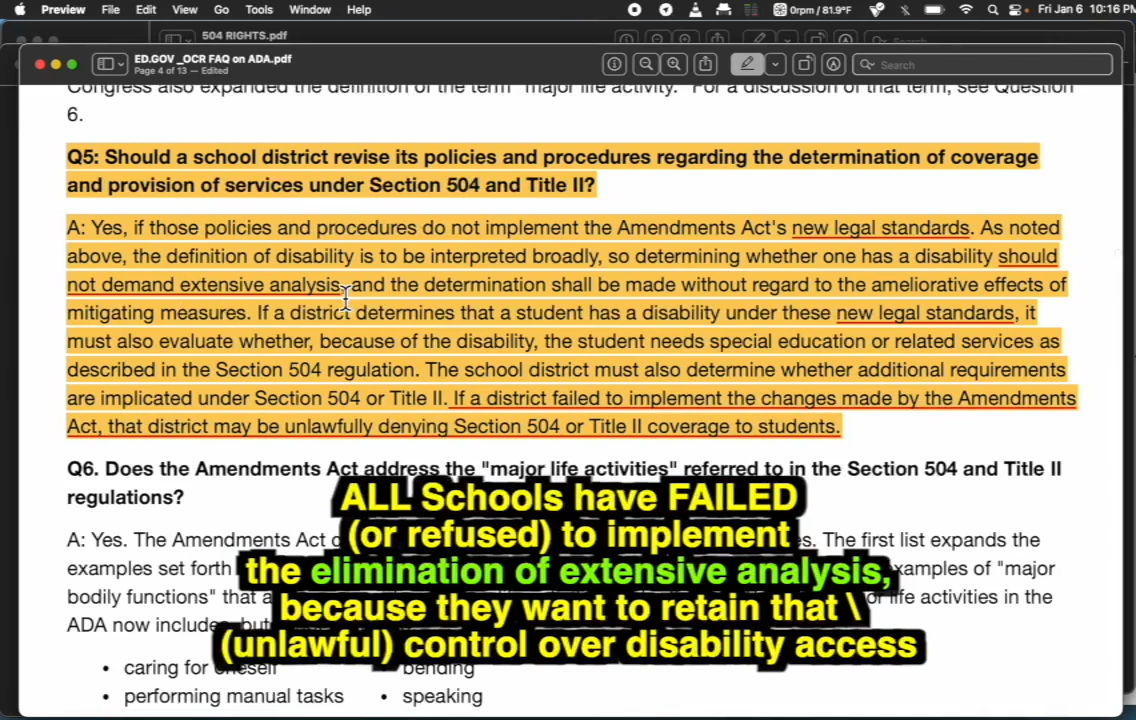 Preview File Edit View Go Tools Window Help 0rpm / 81.9°F Fri Jan 6 10:16 PM
504 RIGHTS.pdf Search
ED.GOV _OCR FAQ on ADA.pdf
Page 4 of 13 — Edited
Search
Congress also expanded the definition of the term "major life activity." For a discussion of that term, see Question
6.
Q5: Should a school district revise its policies and procedures regarding the determination of coverage
and provision of services under Section 504 and Title II?
A: Yes, if those policies and procedures do not implement the Amendments Act's new legal standards. As noted
above, the definition of disability is to be interpreted broadly, so determining whether one has a disability should
not demand extensive analysis, and the determination shall be made without regard to the ameliorative effects of
mitigating measures. If a district determines that a student has a disability under these new legal standards, it
must also evaluate whether, because of the disability, the student needs special education or related services as
described in the Section 504 regulation. The school district must also determine whether additional requirements
are implicated under Section 504 or Title II. If a district failed to implement the changes made by the Amendments
Act, that district may be unlawfully denying Section 504 or Title II coverage to students.
Q6. Does the Amendments Act address the "major life activities" referred to in the Section 504 and Title II
regulations?
A: Yes. The Amendments Act The first list expands the
examples set forth examples of "major
bodily functions" that life activities in the
ADA now include, but
• caring for oneself • bending
• performing manual tasks • speaking
ALL Schools have FAILED
(or refused) to implement
the elimination of extensive analysis,
because they want to retain that \
(unlawful) control over disability access